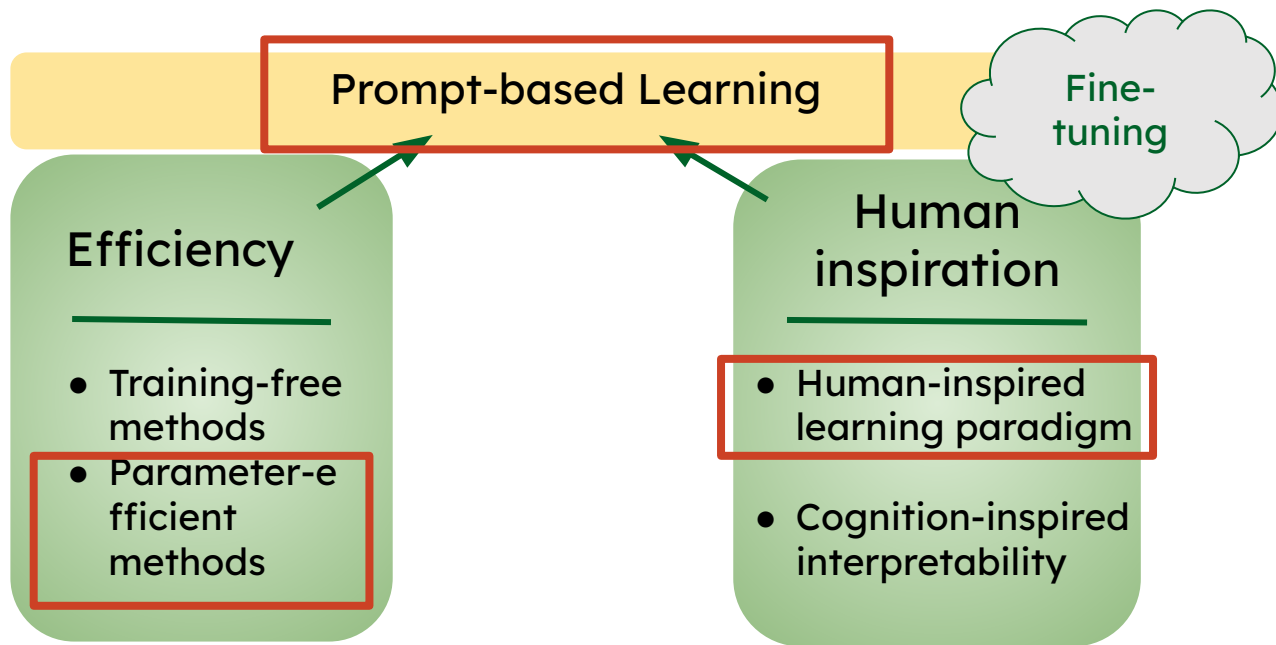 Prompt-based Learning
Fine-
tuning
Efficiency
● Training-free
methods
● Parameter-e
fficient
methods
Human
inspiration
● Human-inspired
learning paradigm
● Cognition-inspired
interpretability